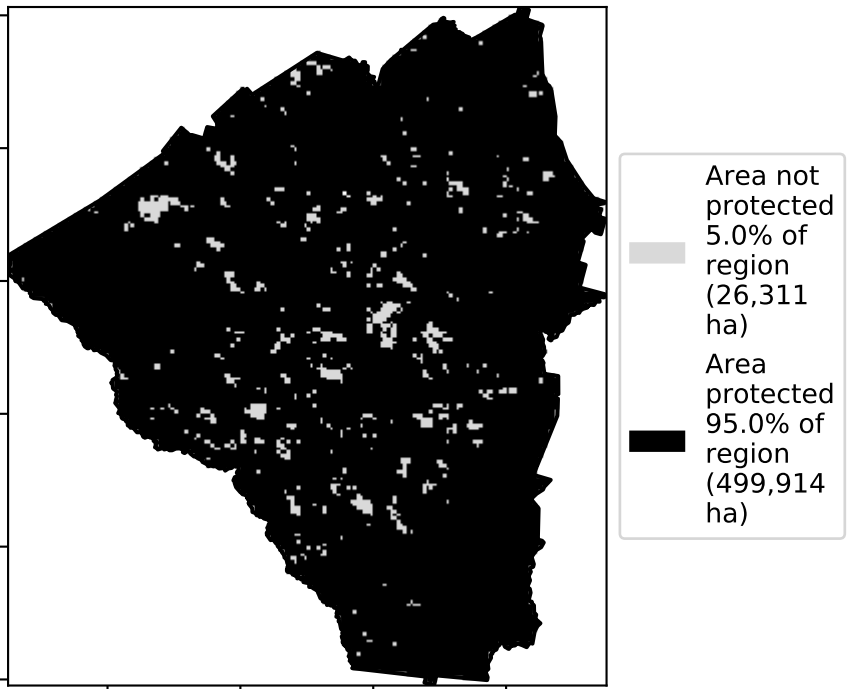 Area not
protected
5.0% of
region
(26,311
ha)
Area
protected
95.0% of
region
(499,914
ha)